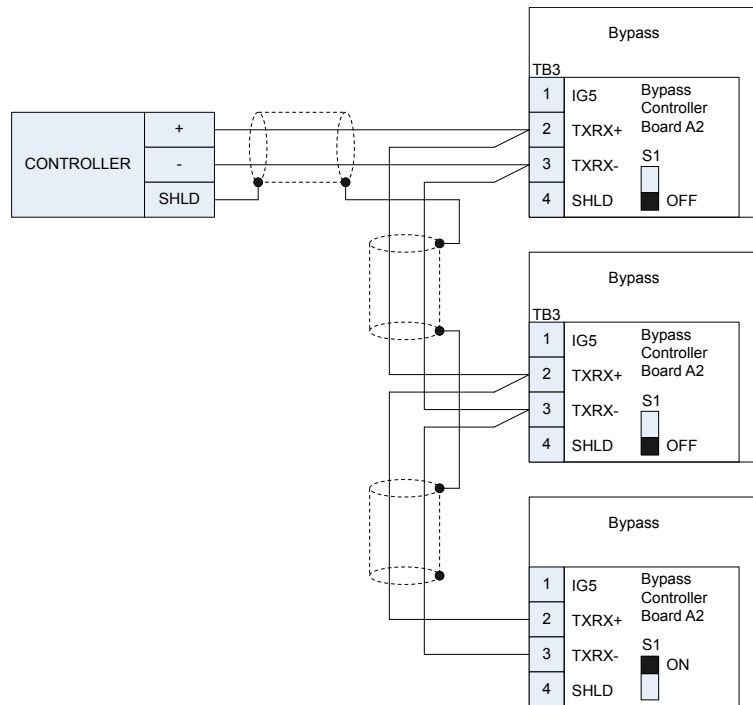 Bypass
TB3
1 IG5 Bypass
Controller
Board A2
2 TXRX+
3 TXRX-
4 SHLD
S1
OFF
CONTROLLER
+
-
SHLD
Bypass
TB3
1 IG5 Bypass
Controller
Board A2
2 TXRX+
3 TXRX-
4 SHLD
S1
OFF
Bypass
1 IG5 Bypass
Controller
Board A2
2 TXRX+
3 TXRX-
4 SHLD
S1
ON